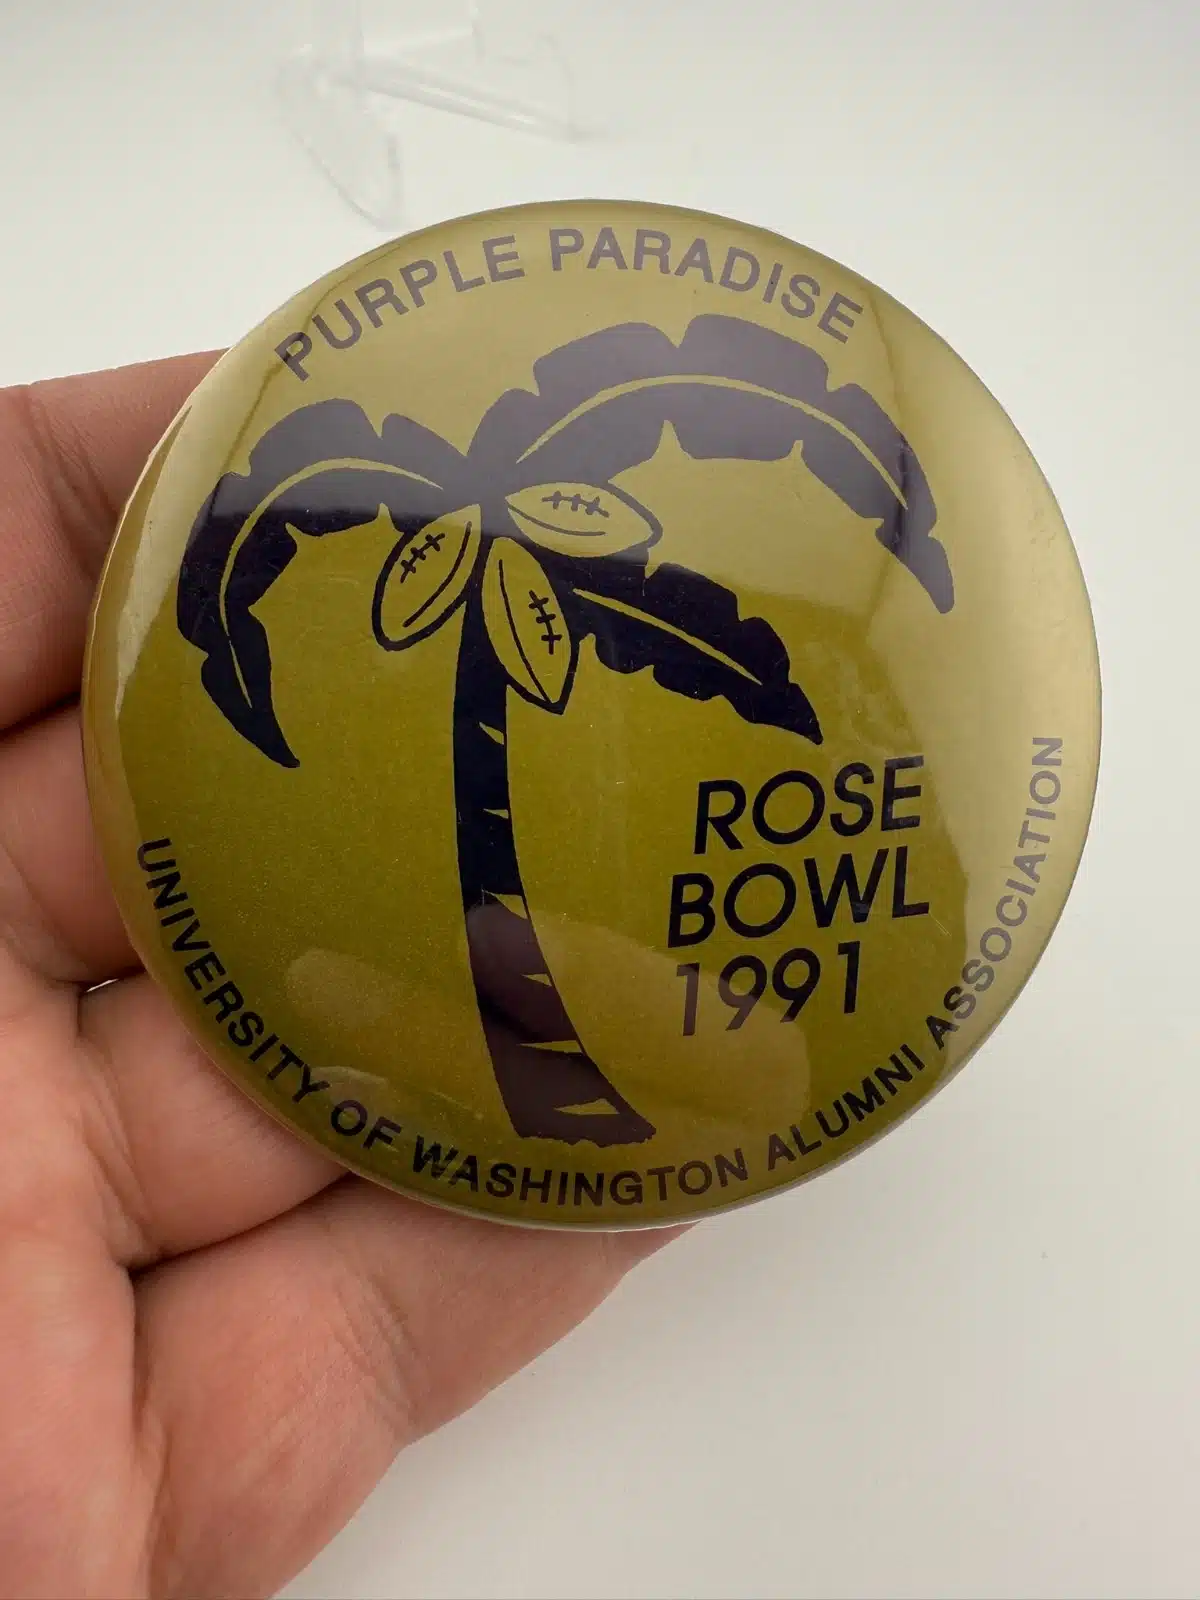 PURPLE PARADISE
ROSE
BOWL
1991
UNIVERSITY OF WASHINGTON ALUMNI ASSOCIATION